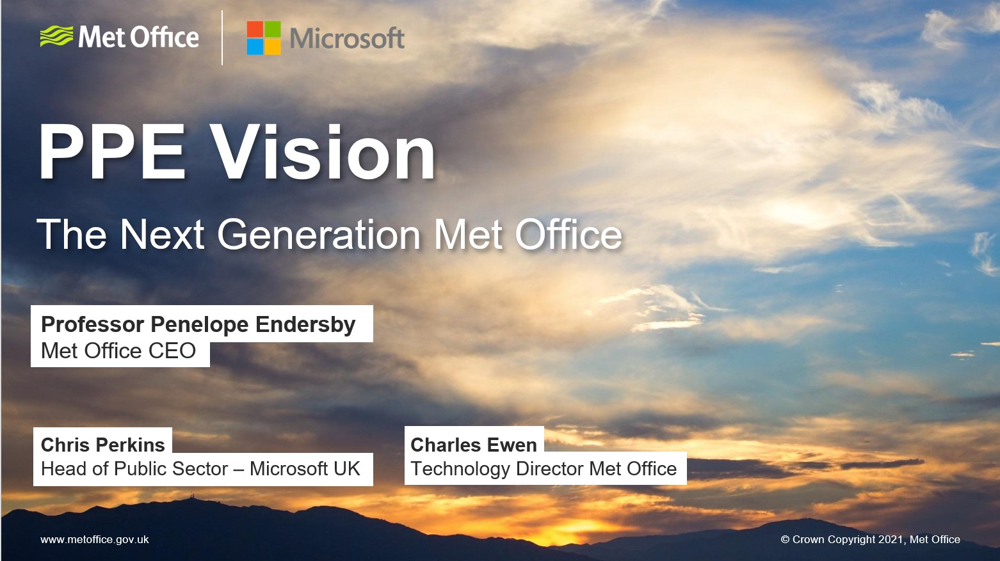 Met Office
Microsoft
PPE Vision
The Next Generation Met Office
Professor Penelope Endersby
Met Office CEO
Chris Perkins
Head of Public Sector – Microsoft UK
Charles Ewen
Technology Director Met Office
www.metoffice.gov.uk
© Crown Copyright 2021, Met Office